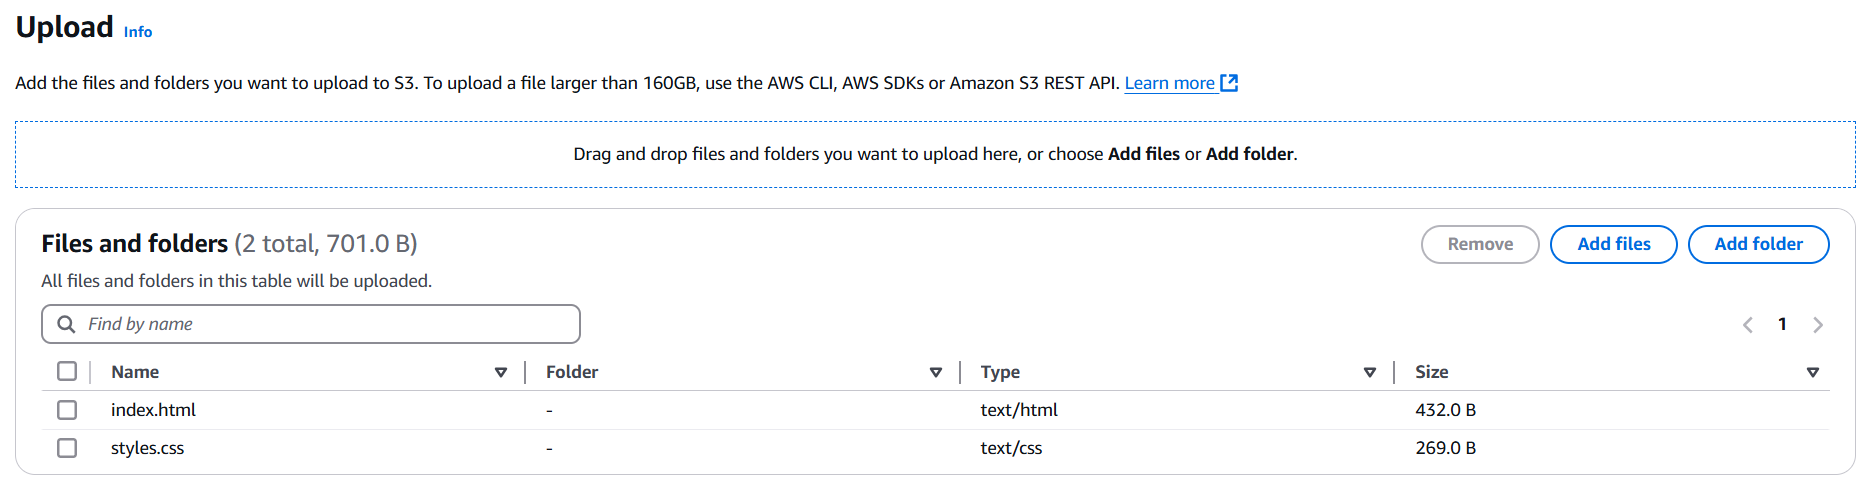 Upload Info
Add the files and folders you want to upload to S3. To upload a file larger than 160GB, use the AWS CLI, AWS SDKs or Amazon S3 REST API. Learn more
Drag and drop files and folders you want to upload here, or choose Add files or Add folder.
Files and folders (2 total, 701.0 B)
Remove Add files Add folder
All files and folders in this table will be uploaded.
Find by name
1
Name Folder Type Size
index.html - text/html 432.0 B
styles.css - text/css 269.0 B